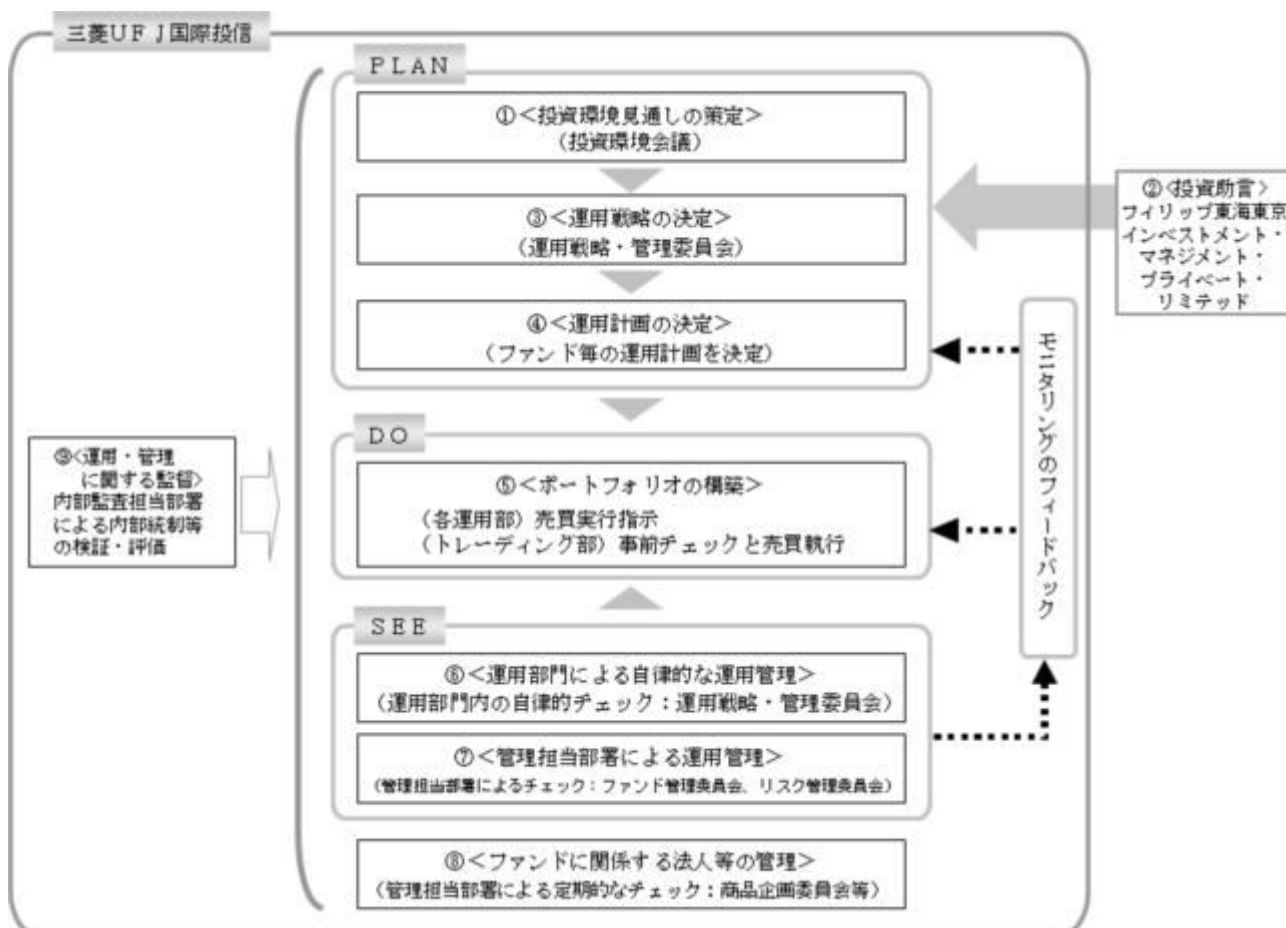 三菱UFJ国際投信
PLAN
①<投資環境見通しの策定>
(投資環境会議)
②<投資助言>
フィリップ東海東京
インベストメント・
マネジメント・
プライベート・
リミテッド
③<運用戦略の決定>
(運用戦略・管理委員会)
④<運用計画の決定>
(ファンド毎の運用計画を決定)
モニタリングのフィードバック
DO
⑤<ポートフォリオの構築>
(各運用部)売買実行指示
(トレーディング部)事前チェックと売買執行
⑨<運用・管理
に関する監督>
内部監査担当部署
による内部統制等
の検証・評価
SEE
⑥<運用部門による自律的な運用管理>
(運用部門内の自律的チェック:運用戦略・管理委員会)
⑦<管理担当部署による運用管理>
(管理担当部署によるチェック:ファンド管理委員会、リスク管理委員会)
⑧<ファンドに関係する法人等の管理>
(管理担当部署による定期的なチェック:商品企画委員会等)